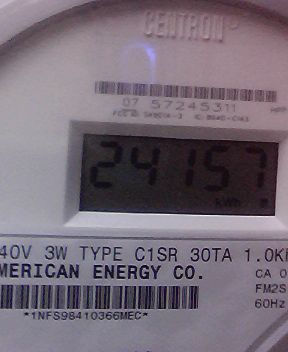 CENTRON
07 57245311
24157
kWh
40V 3W TYPE C1SR 30TA 1.0K
MERICAN ENERGY CO.
CA 0
FM2S
60Hz
*1NFS98410366MEC*